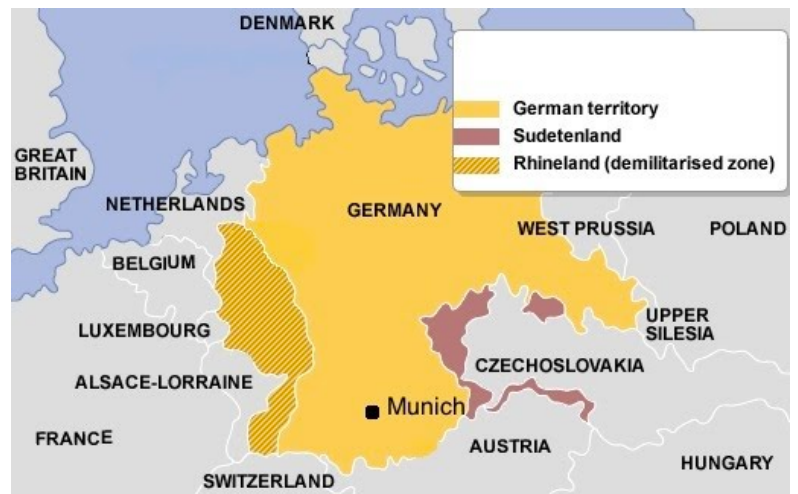 DENMARK
German territory
Sudetenland
Rhineland (demilitarised zone)
GREAT
BRITAIN
NETHERLANDS
GERMANY
WEST PRUSSIA
POLAND
BELGIUM
LUXEMBOURG
UPPER
SILESIA
CZECHOSLOVAKIA
ALSACE-LORRAINE
Munich
FRANCE
AUSTRIA
HUNGARY
SWITZERLAND